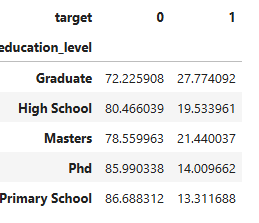 target 0 1
education_level
Graduate 72.225908 27.774092
High School 80.466039 19.533961
Masters 78.559963 21.440037
Phd 85.990338 14.009662
Primary School 86.688312 13.311688